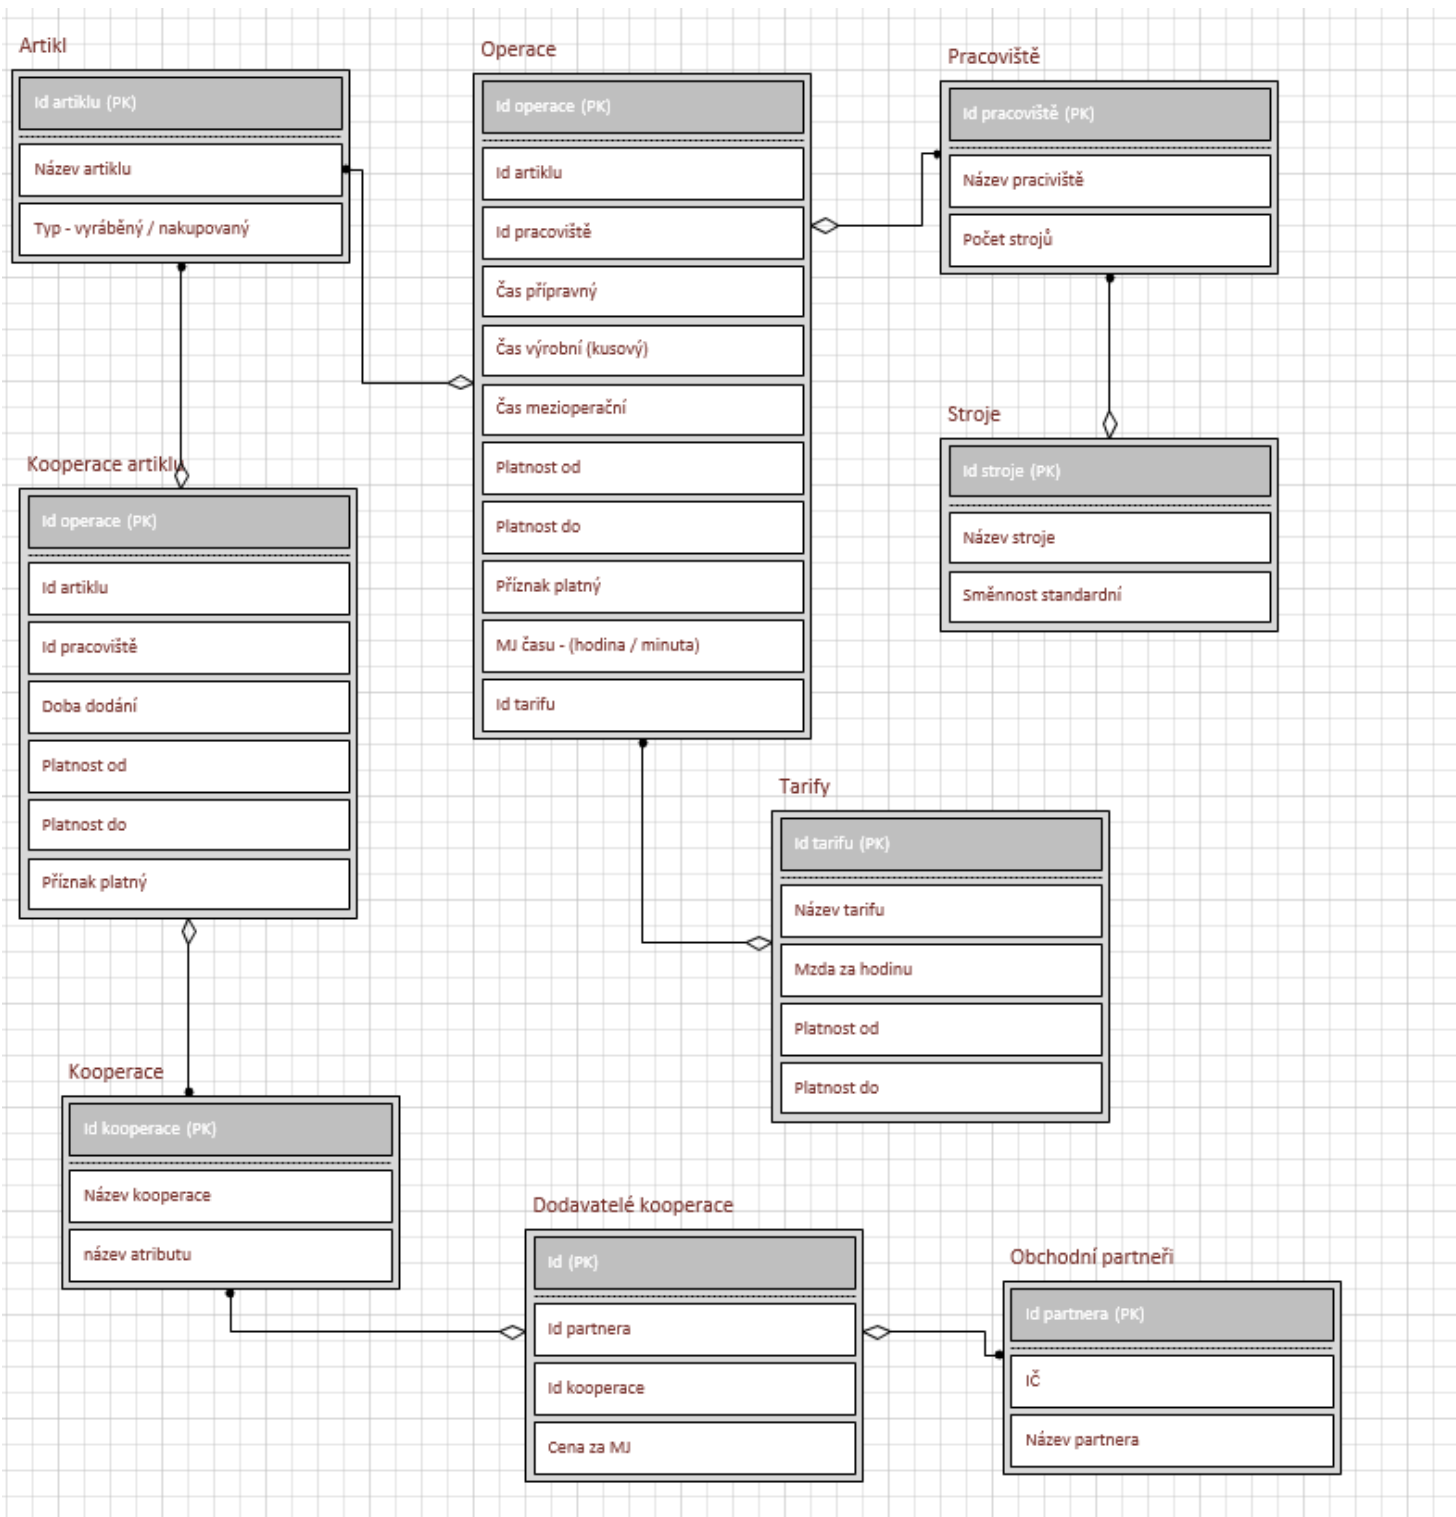 Artikl
Id artiklu (PK)
Název artiklu
Typ - vyráběný / nakupovaný
Operace
Id operace (PK)
Id artiklu
Id pracoviště
Čas přípravný
Čas výrobní (kusový)
Čas mezioperační
Platnost od
Platnost do
Příznak platný
MJ času - (hodina / minuta)
Id tarifu
Pracoviště
Id pracoviště (PK)
Název praciviště
Počet strojů
Stroje
Id stroje (PK)
Název stroje
Směnnost standardní
Kooperace artiklu
Id operace (PK)
Id artiklu
Id pracoviště
Doba dodání
Platnost od
Platnost do
Příznak platný
Tarify
Id tarifu (PK)
Název tarifu
Mzda za hodinu
Platnost od
Platnost do
Kooperace
Id kooperace (PK)
Název kooperace
název atributu
Dodavatelé kooperace
Id (PK)
Id partnera
Id kooperace
Cena za MJ
Obchodní partneři
Id partnera (PK)
IČ
Název partnera